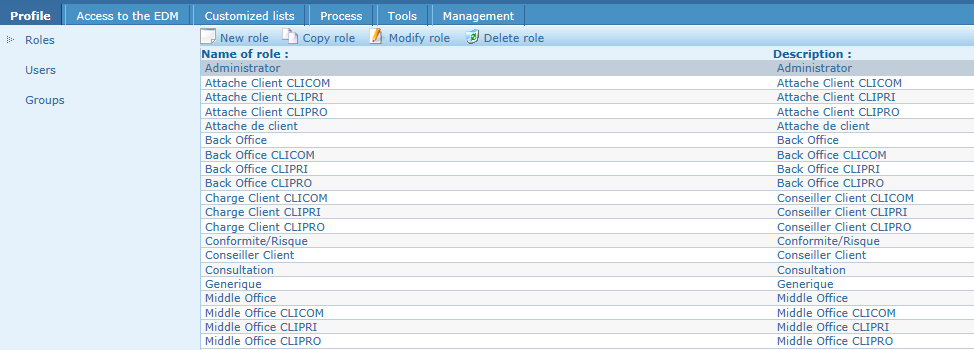 Profile Access to the EDM Customized lists Process Tools Management
Roles
Users
Groups
New role Copy role Modify role Delete role
Name of role : Description :
Administrator Administrator
Attache Client CLICOM Attache Client CLICOM
Attache Client CLIPRI Attache Client CLIPRI
Attache Client CLIPRO Attache Client CLIPRO
Attache de client Attache de client
Back Office Back Office
Back Office CLICOM Back Office CLICOM
Back Office CLIPRI Back Office CLIPRI
Back Office CLIPRO Back Office CLIPRO
Charge Client CLICOM Conseiller Client CLICOM
Charge Client CLIPRI Conseiller Client CLIPRI
Charge Client CLIPRO Conseiller Client CLIPRO
Conformite/Risque Conformite/Risque
Conseiller Client Conseiller Client
Consultation Consultation
Generique Generique
Middle Office Middle Office
Middle Office CLICOM Middle Office CLICOM
Middle Office CLIPRI Middle Office CLIPRI
Middle Office CLIPRO Middle Office CLIPRO